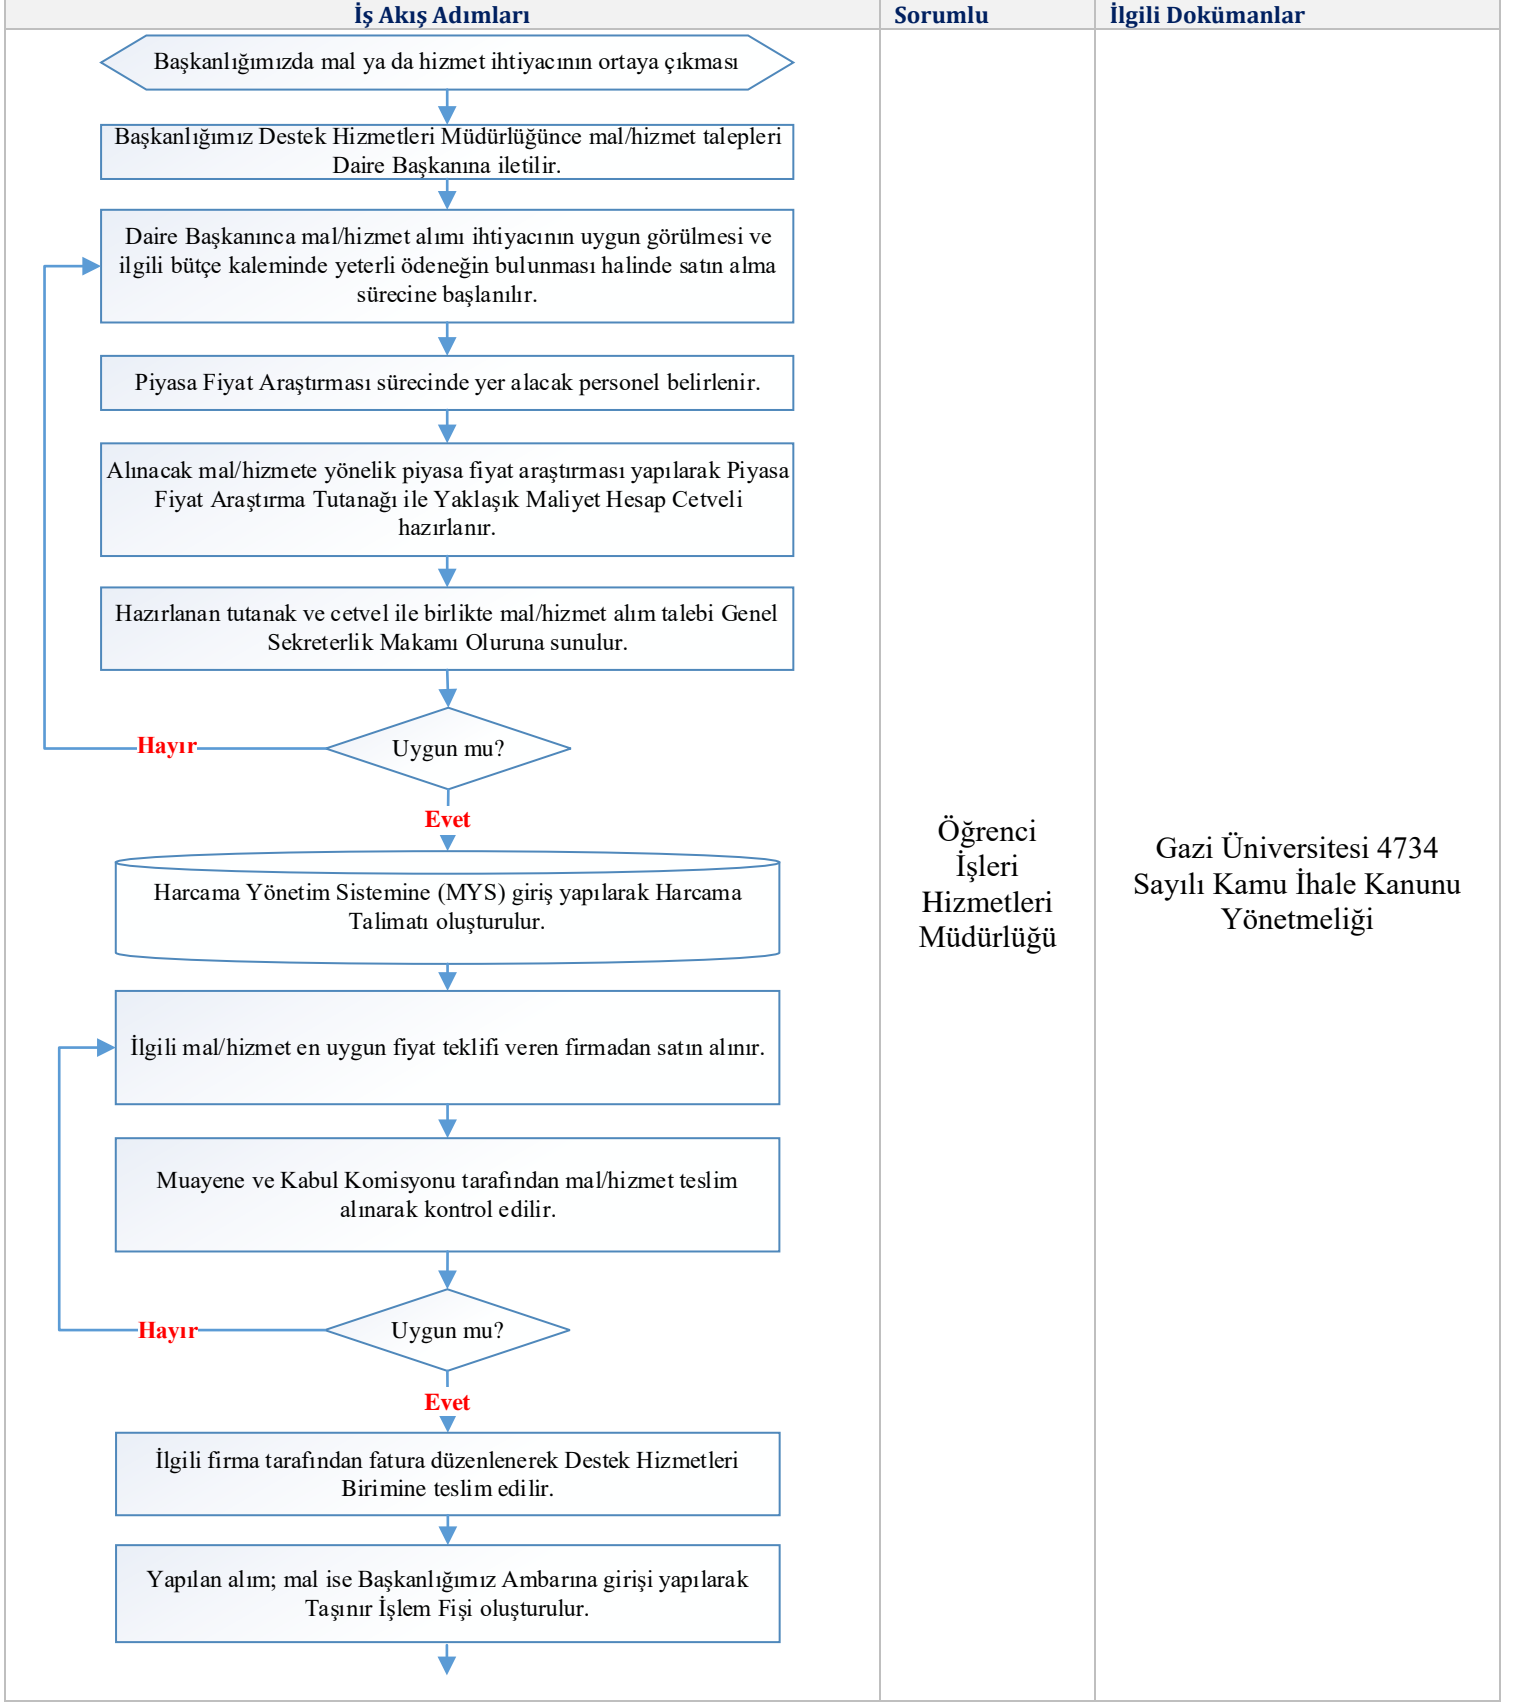 İş Akış Adımları
Sorumlu
İlgili Dokümanlar
Başkanlığımızda mal ya da hizmet ihtiyacının ortaya çıkması
Başkanlığımız Destek Hizmetleri Müdürlüğünce mal/hizmet talepleri
Daire Başkanına iletilir.
Daire Başkanınca mal/hizmet alımı ihtiyacının uygun görülmesi ve
ilgili bütçe kaleminde yeterli ödeneğin bulunması halinde satın alma
sürecine başlanılır.
Piyasa Fiyat Araştırması sürecinde yer alacak personel belirlenir.
Alınacak mal/hizmete yönelik piyasa fiyat araştırması yapılarak Piyasa
Fiyat Araştırma Tutanağı ile Yaklaşık Maliyet Hesap Cetveli
hazırlanır.
Hazırlanan tutanak ve cetvel ile birlikte mal/hizmet alım talebi Genel
Sekreterlik Makamı Oluruna sunulur.
Hayır
Uygun mu?
Evet
Harcama Yönetim Sistemine (MYS) giriş yapılarak Harcama
Talimatı oluşturulur.
İlgili mal/hizmet en uygun fiyat teklifi veren firmadan satın alınır.
Muayene ve Kabul Komisyonu tarafından mal/hizmet teslim
alınarak kontrol edilir.
Hayır
Uygun mu?
Evet
İlgili firma tarafından fatura düzenlenerek Destek Hizmetleri
Birimine teslim edilir.
Yapılan alım; mal ise Başkanlığımız Ambarına girişi yapılarak
Taşınır İşlem Fişi oluşturulur.
Öğrenci
İşleri
Hizmetleri
Müdürlüğü
Gazi Üniversitesi 4734
Sayılı Kamu İhale Kanunu
Yönetmeliği